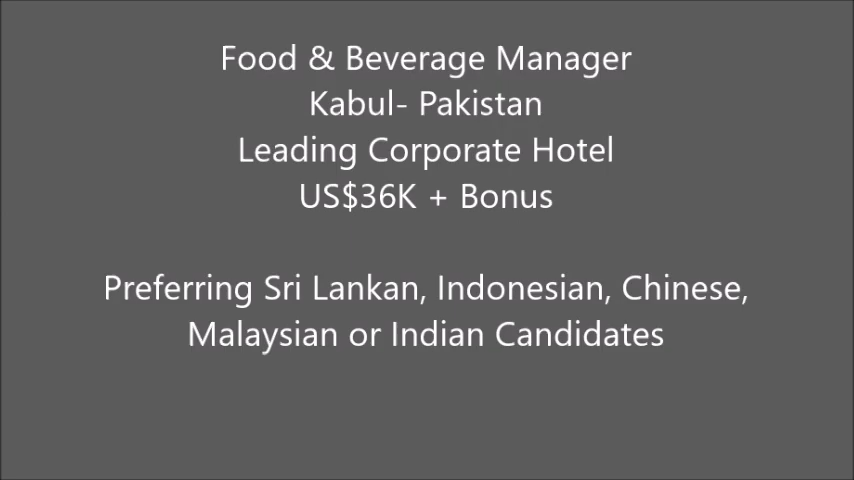 Food & Beverage Manager
Kabul- Pakistan
Leading Corporate Hotel
US$36K + Bonus
Preferring Sri Lankan, Indonesian, Chinese,
Malaysian or Indian Candidates